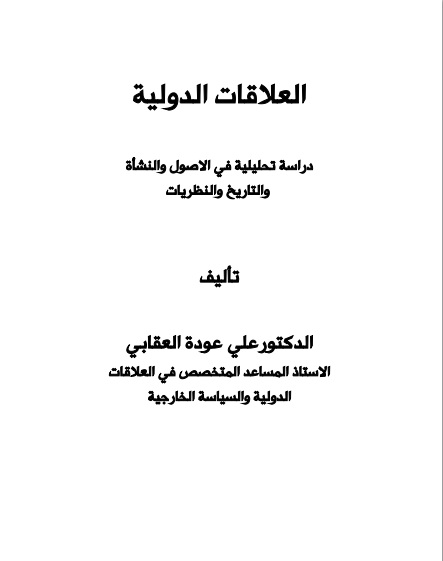 العلاقات الدولية
دراسة تحليلية في الاصول والنشأة
والتاريخ والنظريات
تأليف
الدكتورعلي عودة العقابي
الاستاذ المساعد المتخصص في العلاقات
الدولية والسياسة الخارجية